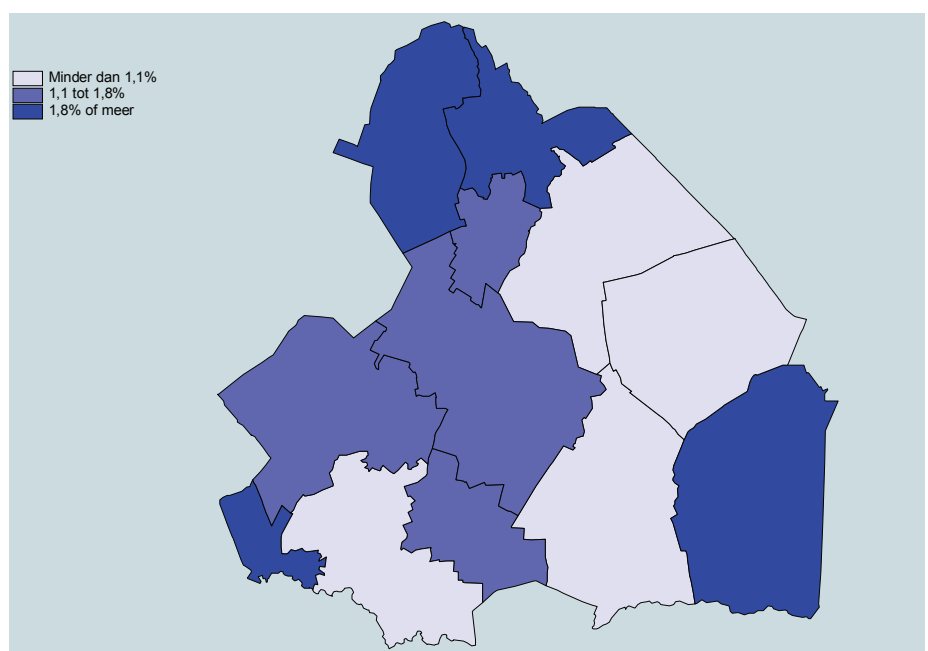 Minder dan 1,1%
1,1 tot 1,8%
1,8% of meer